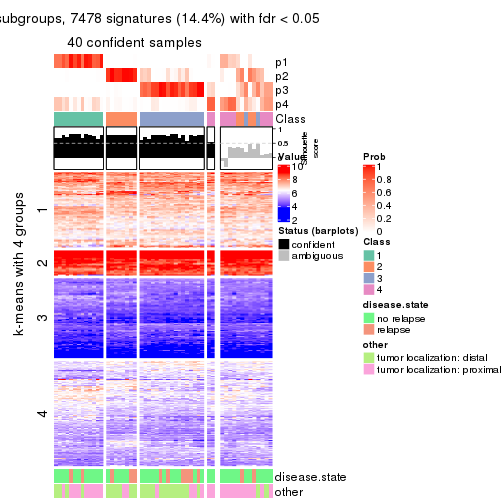 subgroups, 7478 signatures (14.4%) with fdr < 0.05
40 confident samples
p1
p2
p3
p4
Class
1
0.5
0
Silhouette
score
k-means with 4 groups
1
2
3
4
disease.state
other
Value
10
8
6
4
2
Status (barplots)
confident
ambiguous
Prob
1
0.8
0.6
0.4
0.2
0
Class
1
2
3
4
disease.state
no relapse
relapse
other
tumor localization: distal
tumor localization: proximal